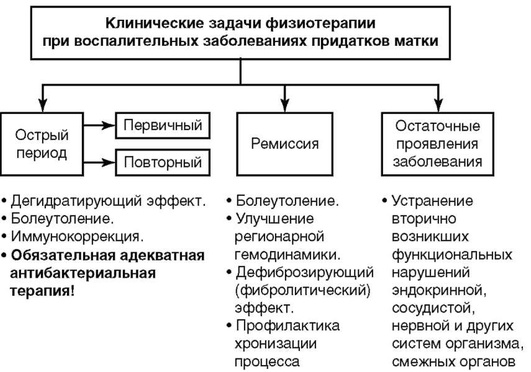 Клинические задачи физиотерапии
при воспалительных заболеваниях придатков матки
Острый
период
Первичный
Повторный
Ремиссия
Остаточные
проявления
заболевания
• Дегидратирующий эффект.
• Болеутоление.
• Иммунокоррекция.
• Обязательная адекватная
антибактериальная
терапия!
• Болеутоление.
• Улучшение
регионарной
гемодинамики.
• Дефиброзирующий
(фибролитический)
эффект.
• Профилактика
хронизации
процесса
• Устранение
вторично
возникших
функциональных
нарушений
эндокринной,
сосудистой,
нервной и других
систем организма,
смежных органов